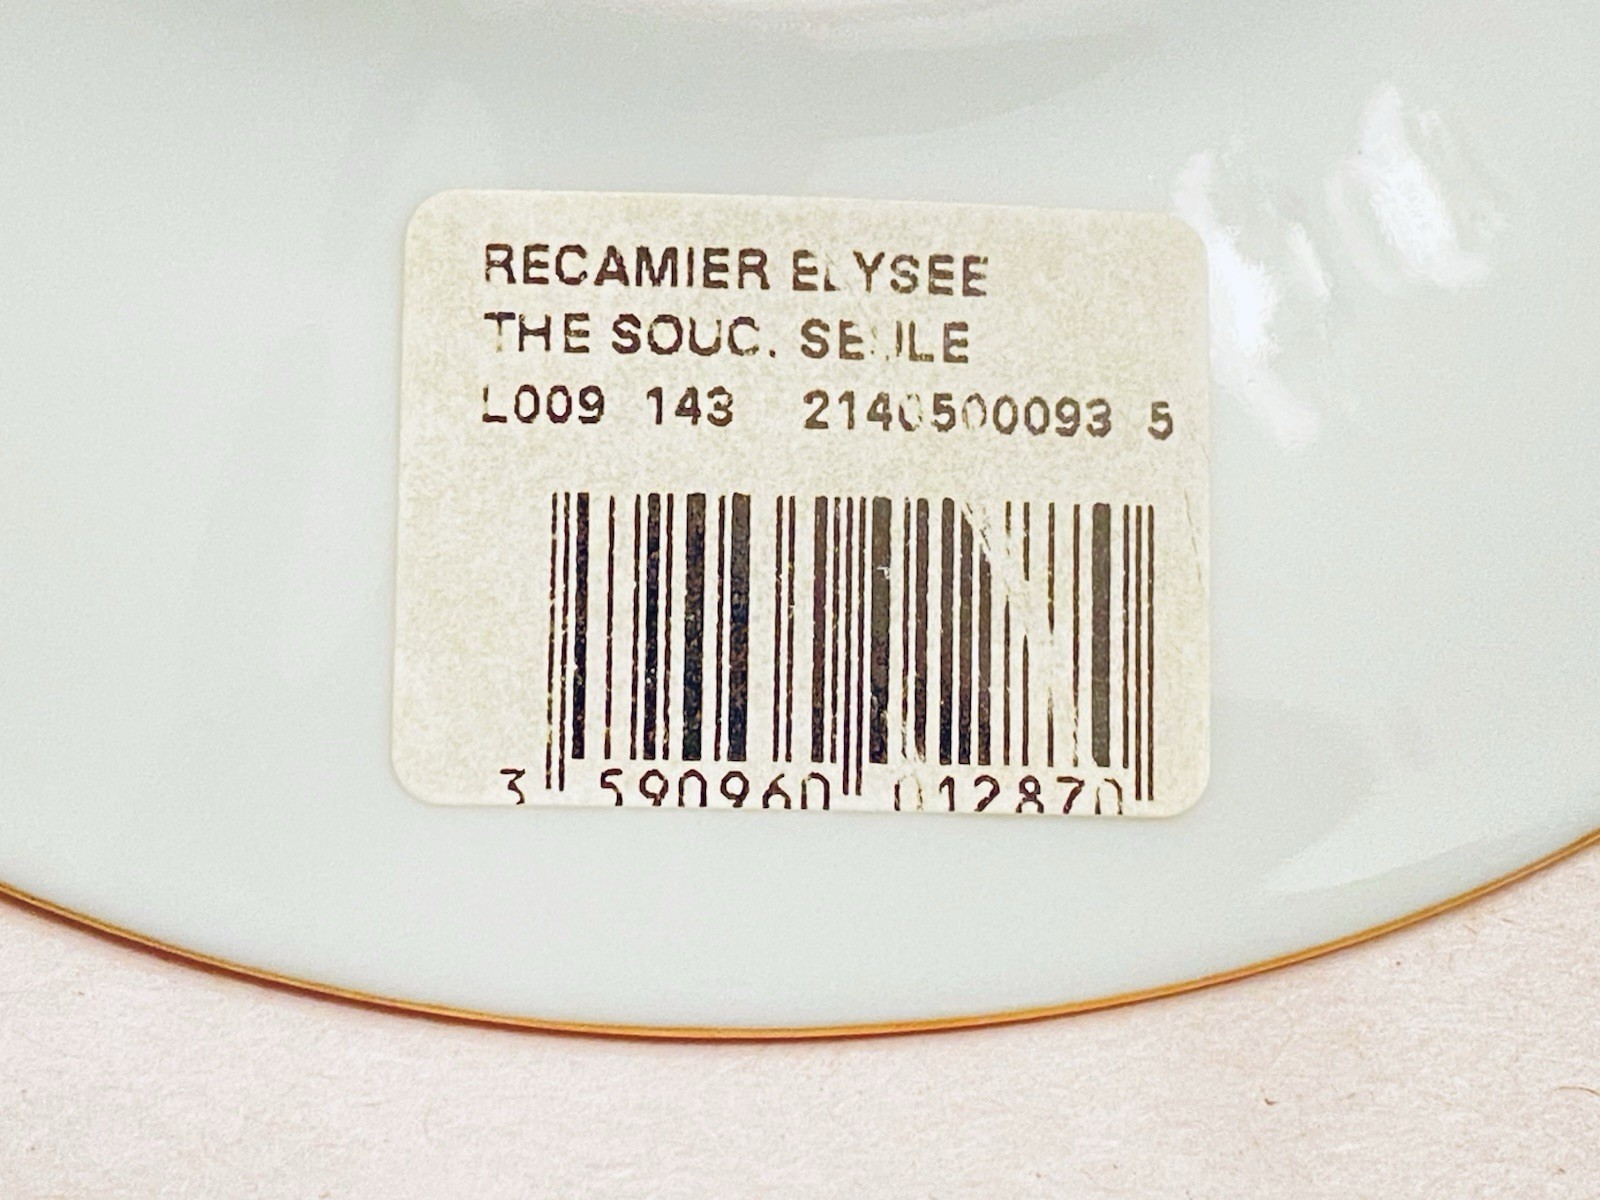 RECAMIER ELYSEE
THE SOUC. SEULE
L009 143 2140500093 5
3 590960 012870